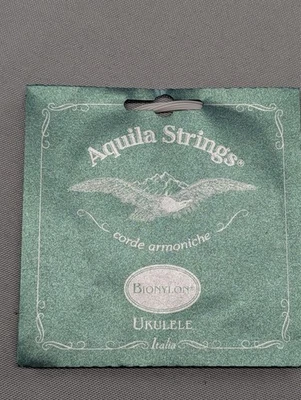 Aquila Strings®
corde armoniche
BIONYLON®
UKULELE
Italia